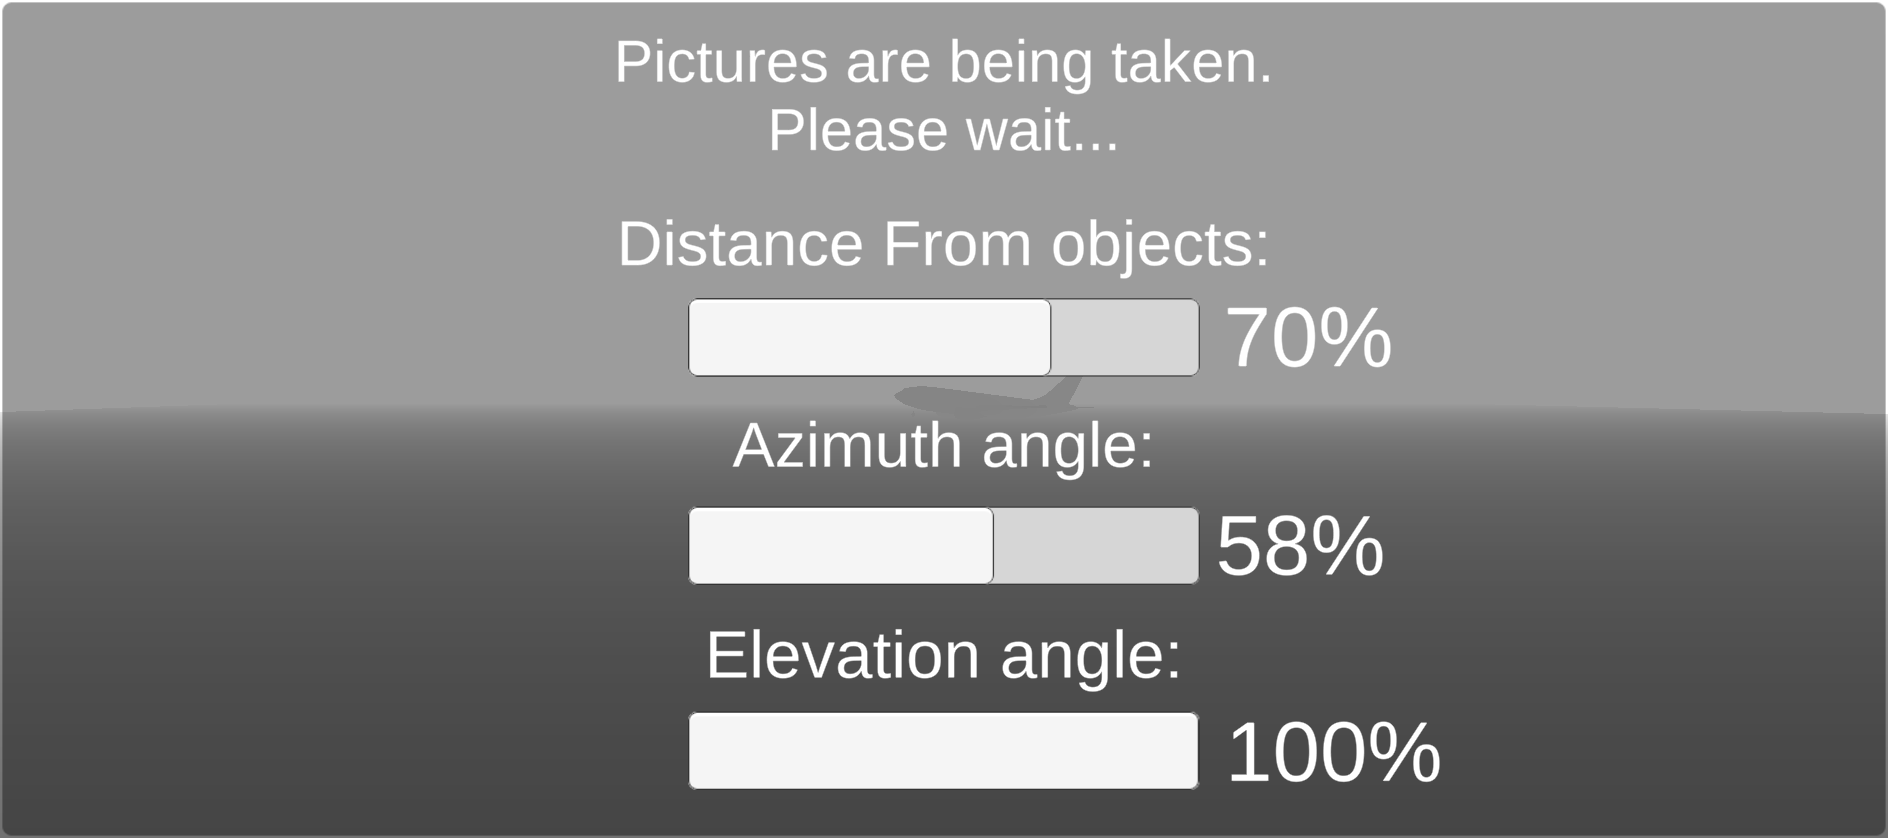 Pictures are being taken.
Please wait...
Distance From objects:
70%
Azimuth angle:
58%
Elevation angle:
100%